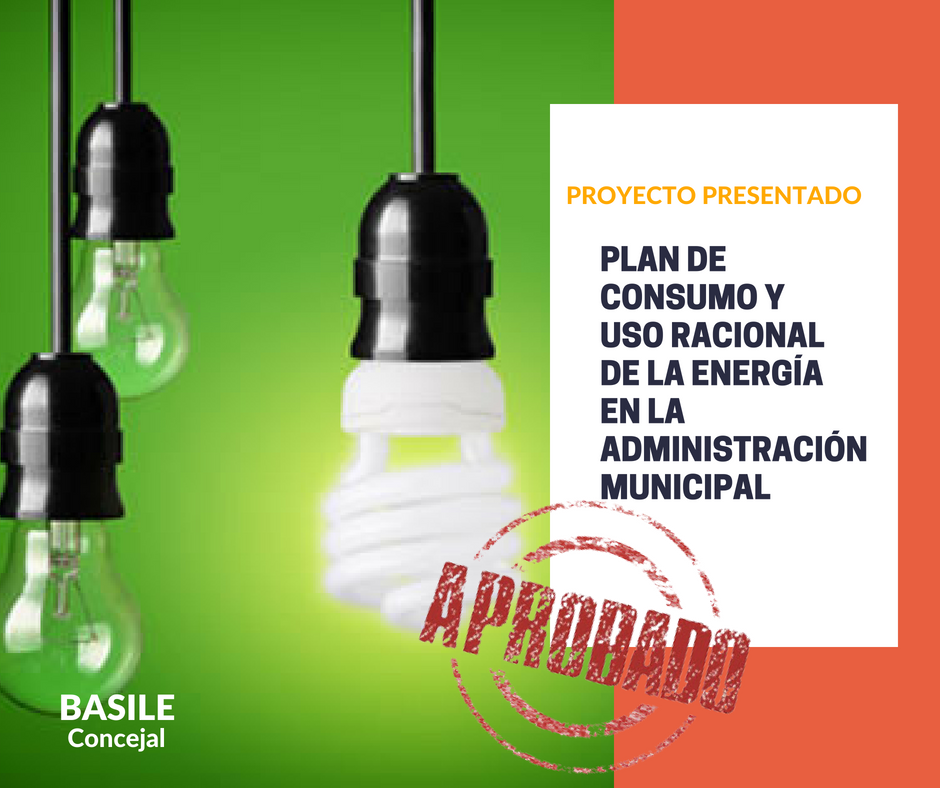 PROYECTO PRESENTADO
PLAN DE
CONSUMO Y
USO RACIONAL
DE LA ENERGÍA
EN LA
ADMINISTRACIÓN
MUNICIPAL
APROBADO
BASILE
Concejal